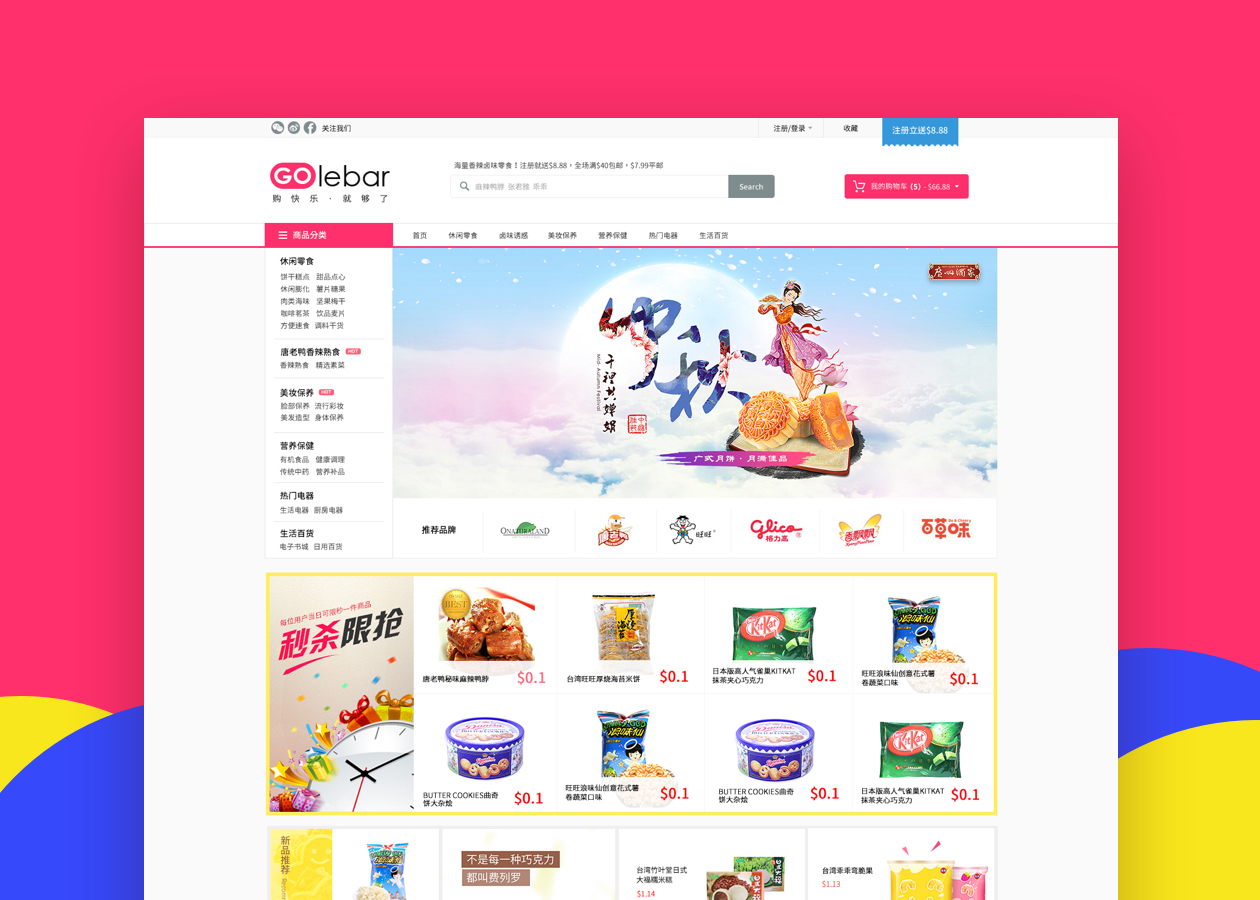 关注我们
注册/登录
收藏
注册立送$8.88
GOlebar
购 快 乐 · 就 够 了
海量香辣卤味零食！注册就送$8.88，全场满$40包邮，$7.99平邮
麻辣鸭脖 张君雅 乖乖
Search
我的购物车 (5) - $66.88
商品分类
首页
休闲零食
卤味诱惑
美妆保养
营养保健
热门电器
生活百货
休闲零食
饼干糕点 甜品点心
休闲膨化 薯片糖果
肉类海味 坚果梅干
咖啡茗茶 饮品麦片
方便速食 调料干货
唐老鸭香辣熟食 HOT
香辣熟食 精选素菜
美妆保养 HOT
脸部保养 流行彩妆
美发造型 身体保养
营养保健
有机食品 健康调理
传统中药 营养补品
热门电器
生活电器 厨房电器
生活百货
电子书城 日用百货
中秋
Mid-Autumn Festival
千裡共嬋娟
广式月饼·月满佳品
推荐品牌
ONATURALAND
旺旺
Glico
格力高
香飘飘
百草味
每位用户当日可限秒一件商品
秒杀限抢
BEST
唐老鸭秘味麻辣鸭脖
$0.1
台湾旺旺厚烧海苔米饼
$0.1
KitKat
日本版高人气雀巢KITKAT
抹茶夹心巧克力
$0.1
旺旺浪味仙创意花式薯
卷蔬菜口味
$0.1
BUTTER COOKIES曲奇
饼大杂烩
$0.1
旺旺浪味仙创意花式薯
卷蔬菜口味
$0.1
BUTTER COOKIES曲奇
饼大杂烩
$0.1
KitKat
日本版高人气雀巢KITKAT
抹茶夹心巧克力
$0.1
新品推荐
不是每一种巧克力
都叫费列罗
台湾竹叶堂日式
大福糯米糕
$1.14
台湾乖乖弯脆果
$1.13